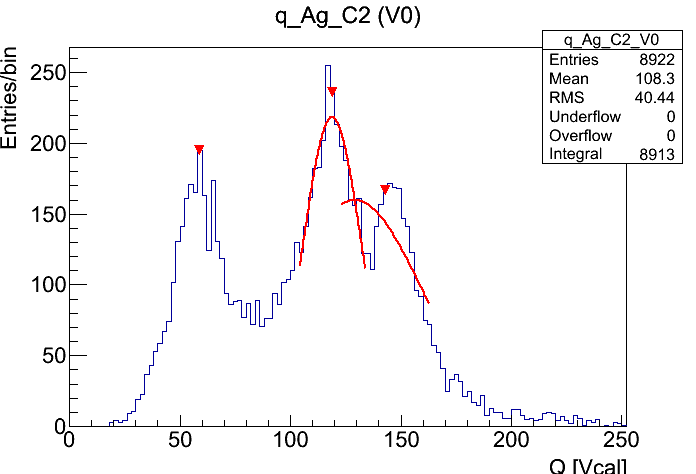 q_Ag_C2 (V0)
q_Ag_C2_V0
Entries 8922
Mean 108.3
RMS 40.44
Underflow 0
Overflow 0
Integral 8913
Entries/bin
250
200
150
100
50
0
0 50 100 150 200 250
Q [Vcal]